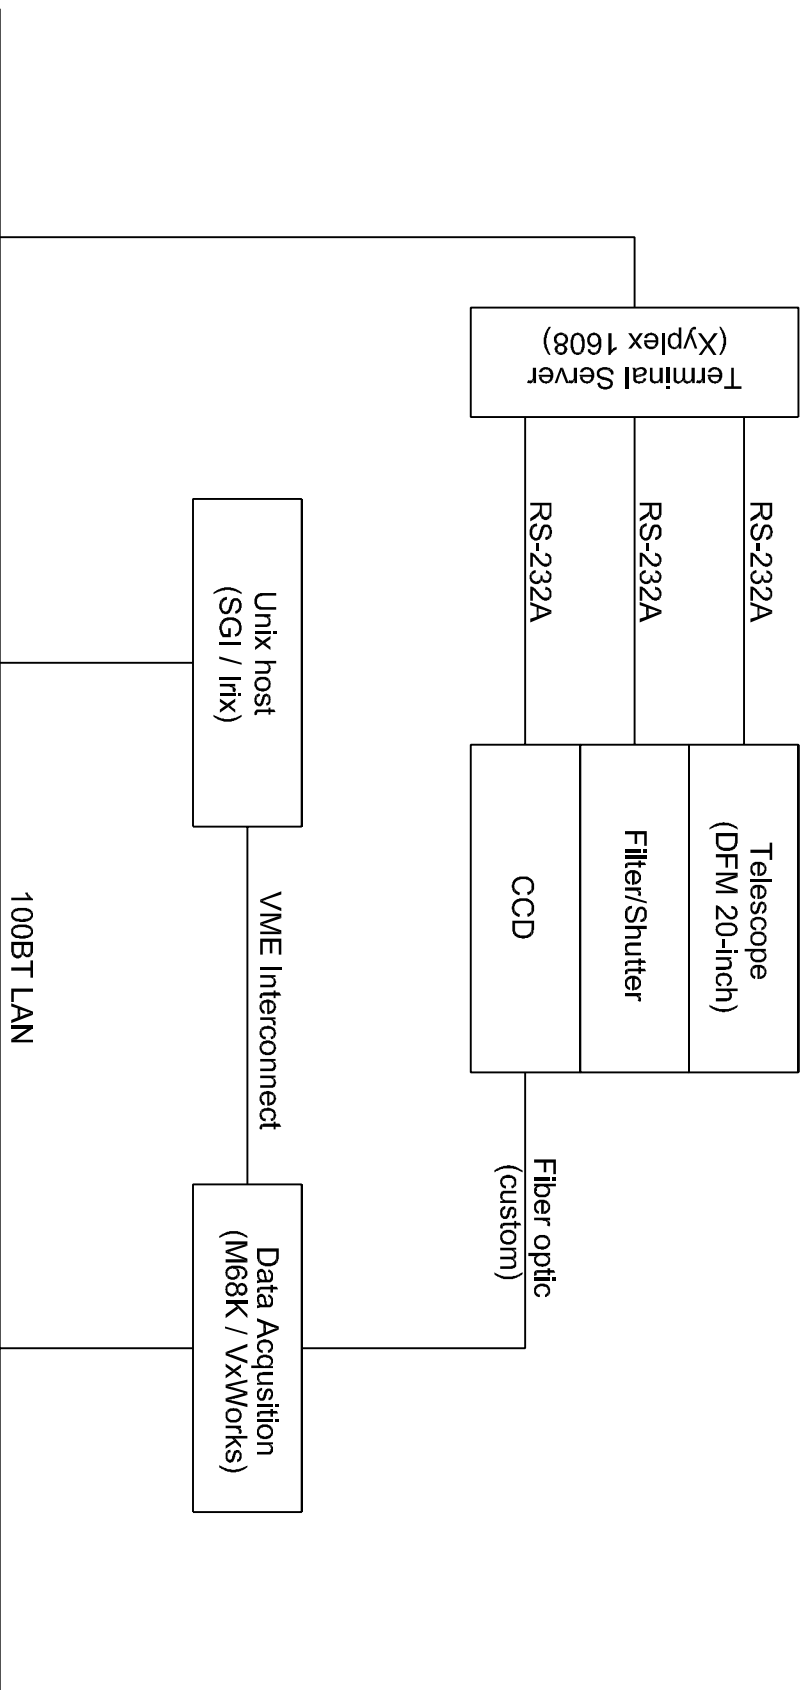 Terminal Server
(Xyplex 1608)
RS-232A
RS-232A
RS-232A
Telescope
(DFM 20-inch)
Filter/Shutter
CCD
Fiber optic
(custom)
Unix host
(SGI / Irix)
VME Interconnect
Data Acqusition
(M68K / VxWorks)
100BT LAN